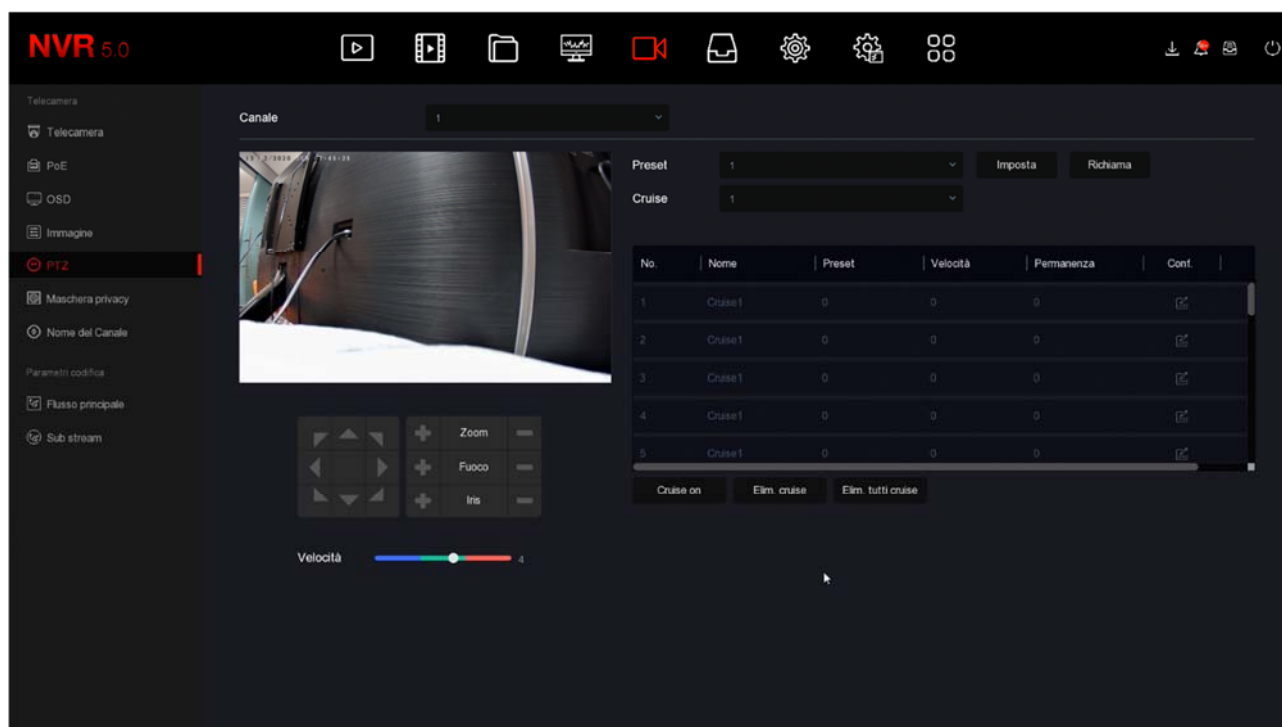 NVR 5.0
Telecamera
Telecamera
PoE
OSD
Immagine
PTZ
Maschera privacy
Nome del Canale
Parametri codifica
Flusso principale
Sub stream
Canale 1
Preset 1 Imposta Richiama
Cruise 1
No. Nome Preset Velocità Permanenza Conf.
1 Cruise1 0 0 0
2 Cruise1 0 0 0
3 Cruise1 0 0 0
4 Cruise1 0 0 0
5 Cruise1 0 0 0
Cruise on Elim. cruise Elim. tutti cruise
Zoom
Fuoco
Iris
Velocità 4